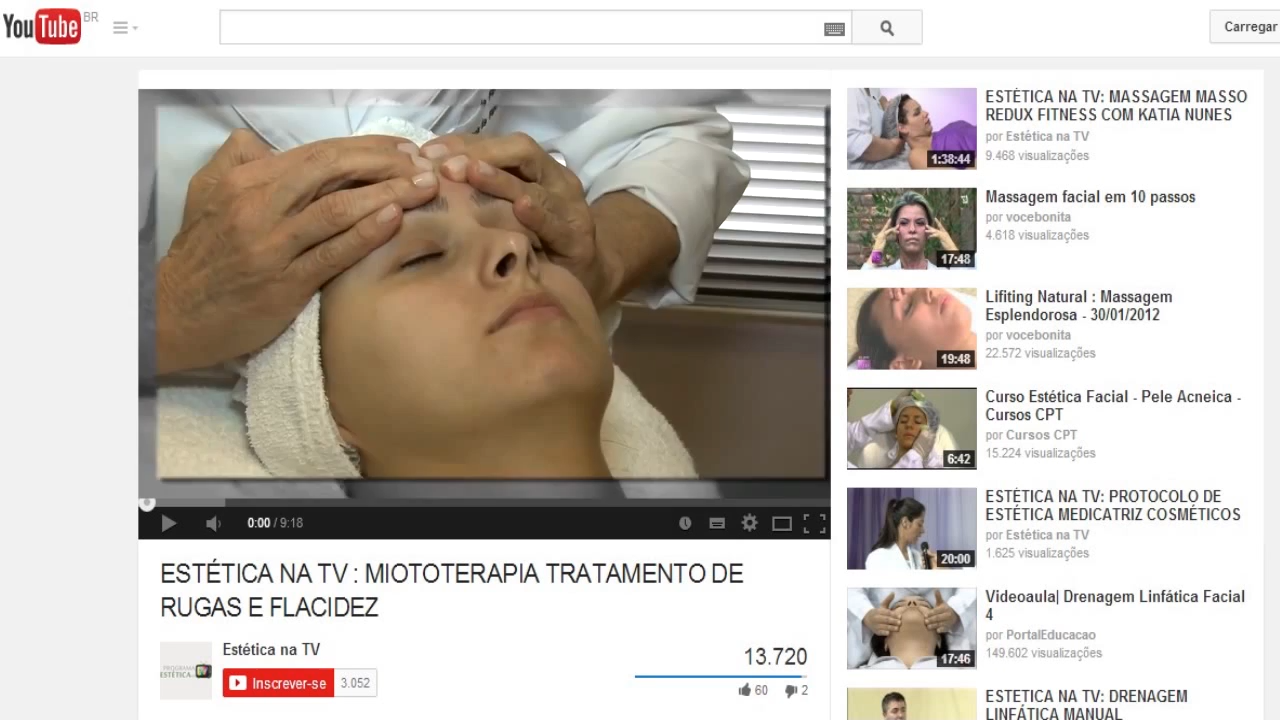 YouTube BR
Carregar
0:00 / 9:18
ESTÉTICA NA TV : MIOTOTERAPIA TRATAMENTO DE
RUGAS E FLACIDEZ
PROGRAMA
ESTÉTICA
Estética na TV
Inscrever-se 3.052
13.720
60 2
1:38:44
ESTÉTICA NA TV: MASSAGEM MASSO
REDUX FITNESS COM KATIA NUNES
por Estética na TV
9.468 visualizações
17:48
Massagem facial em 10 passos
por vocebonita
4.618 visualizações
19:48
Lifiting Natural : Massagem
Esplendorosa - 30/01/2012
por vocebonita
22.572 visualizações
6:42
Curso Estética Facial - Pele Acneica -
Cursos CPT
por Cursos CPT
15.224 visualizações
20:00
ESTÉTICA NA TV: PROTOCOLO DE
ESTÉTICA MEDICATRIZ COSMÉTICOS
por Estética na TV
1.625 visualizações
17:46
Videoaula| Drenagem Linfática Facial
4
por PortalEducacao
149.602 visualizações
ESTETICA NA TV: DRENAGEM
LINFÁTICA MANUAL